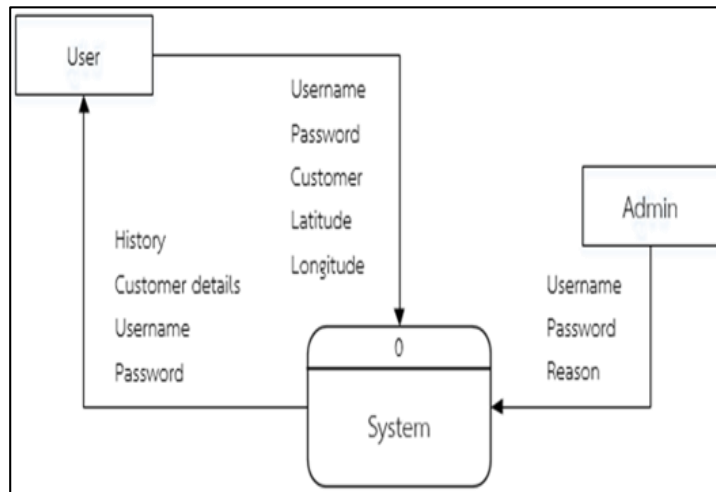 User
Username
Password
Customer
Latitude
Longitude
Admin
History
Customer details
Username
Password
Username
Password
Reason
0
System